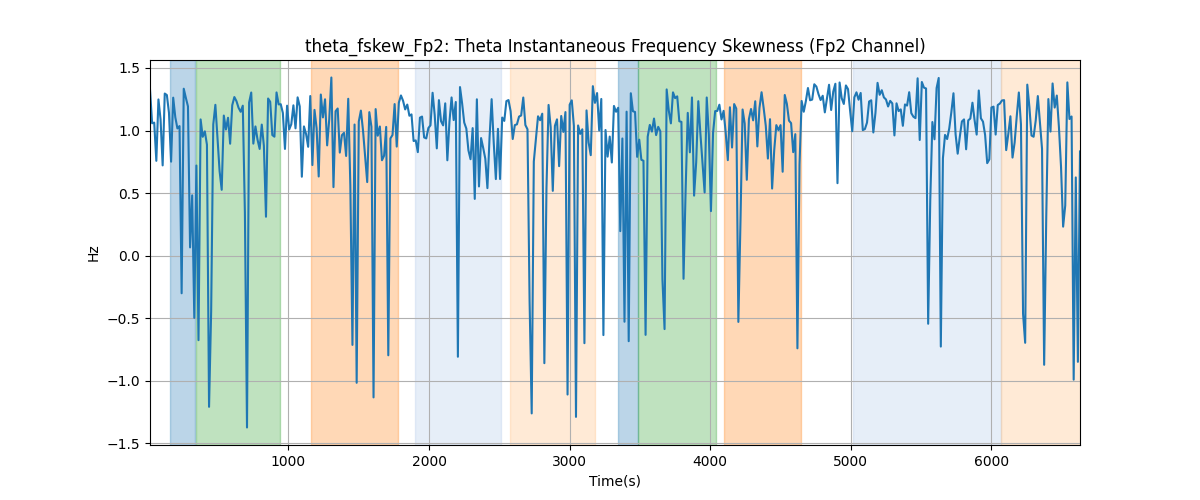 theta_fskew_Fp2: Theta Instantaneous Frequency Skewness (Fp2 Channel)
1.5
1.0
0.5
0.0
−0.5
−1.0
−1.5
Hz
1000 2000 3000 4000 5000 6000
Time(s)